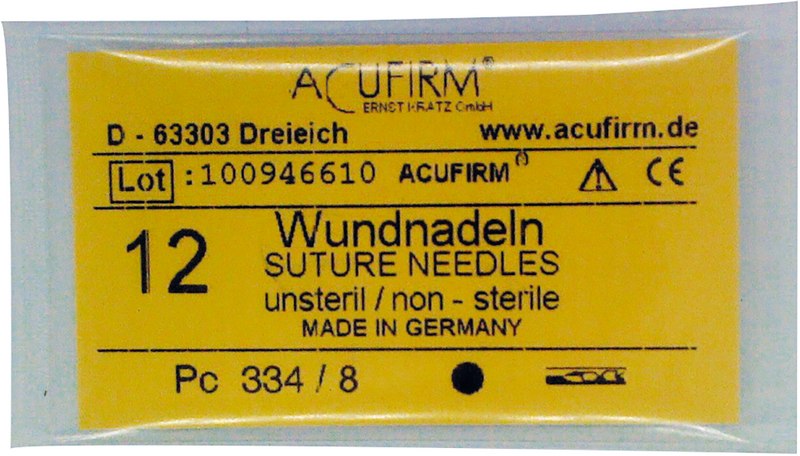 ACUFIRM®
ERNST KRATZ GmbH
D - 63303 Dreieich www.acufirm.de
Lot :100946610 ACUFIRM® CE
12 Wundnadeln
SUTURE NEEDLES
unsteril / non - sterile
MADE IN GERMANY
Pc 334 / 8